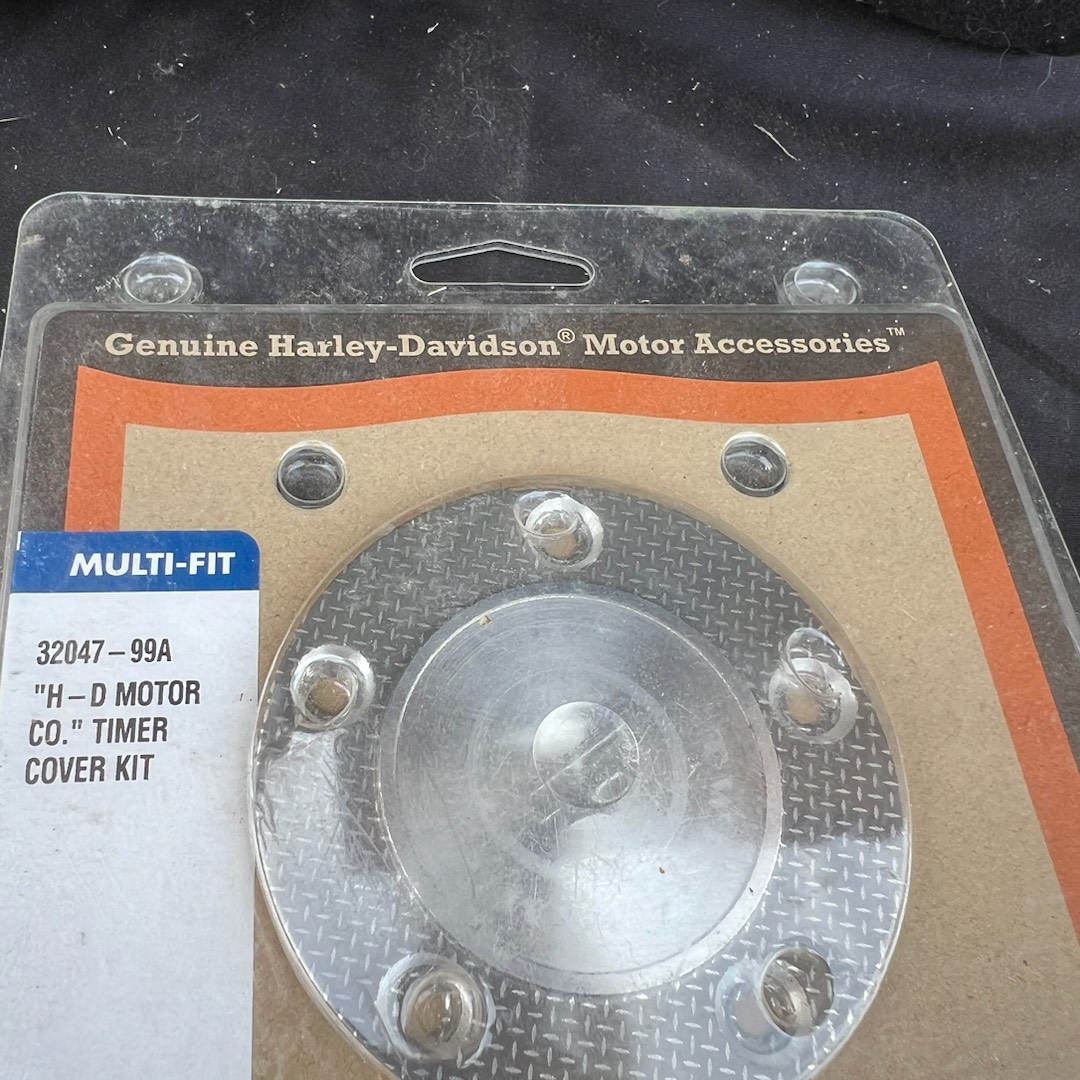 Genuine Harley-Davidson® Motor Accessories™
MULTI-FIT
32047-99A
"H-D MOTOR
CO." TIMER
COVER KIT